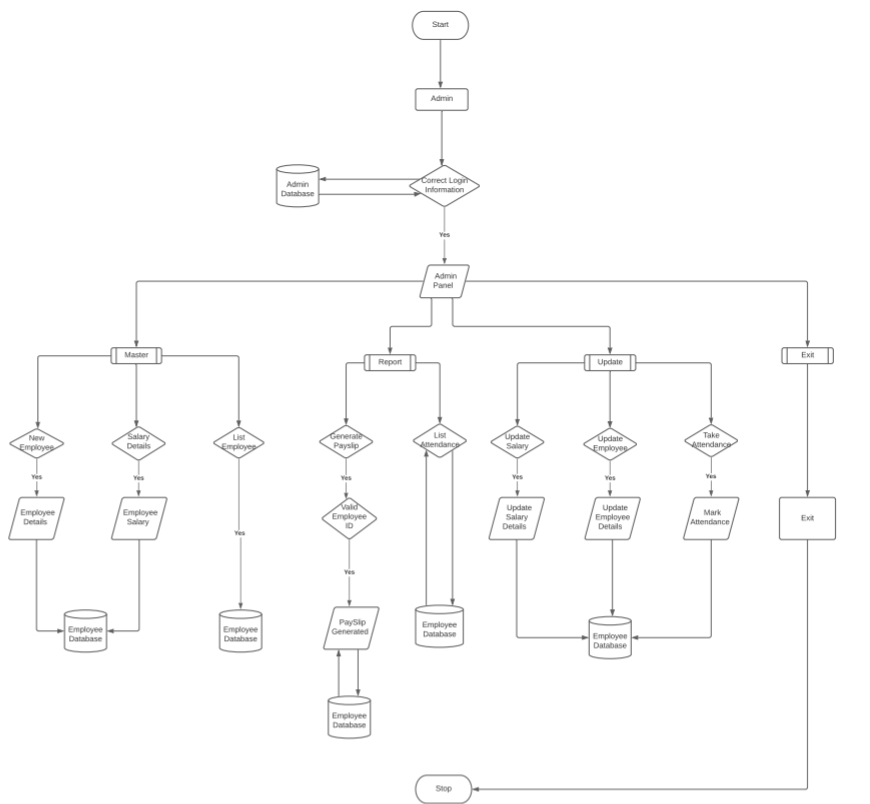 Start
Admin
Correct Login
Information
Admin
Database
Yes
Admin
Panel
Master
Report
Update
Exit
New
Employee
Salary
Details
List
Employee
Generate
Payslip
List
Attendance
Update
Salary
Update
Employee
Take
Attendance
Yes
Yes
Yes
Yes
Yes
Yes
Employee
Details
Employee
Salary
Valid
Employee
ID
Update
Salary
Details
Update
Employee
Details
Mark
Attendance
Exit
Yes
Yes
Employee
Database
Employee
Database
PaySlip
Generated
Employee
Database
Employee
Database
Employee
Database
Stop